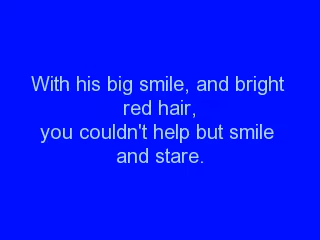 With his big smile, and bright
red hair,
you couldn't help but smile
and stare.